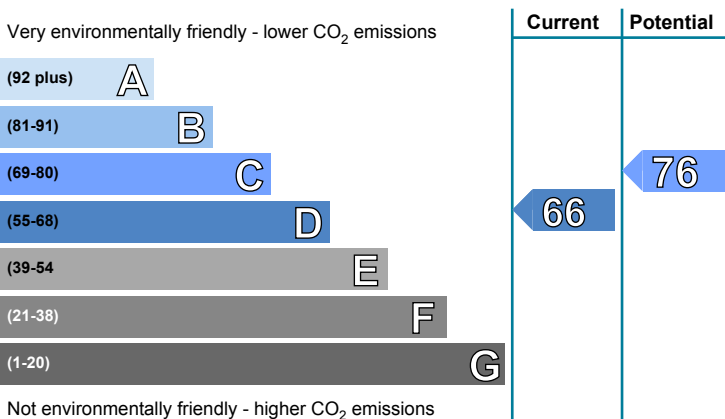 Current Potential
Very environmentally friendly - lower CO2 emissions
(92 plus) A
(81-91) B
(69-80) C
76
(55-68) D
66
(39-54 E
(21-38) F
(1-20) G
Not environmentally friendly - higher CO2 emissions